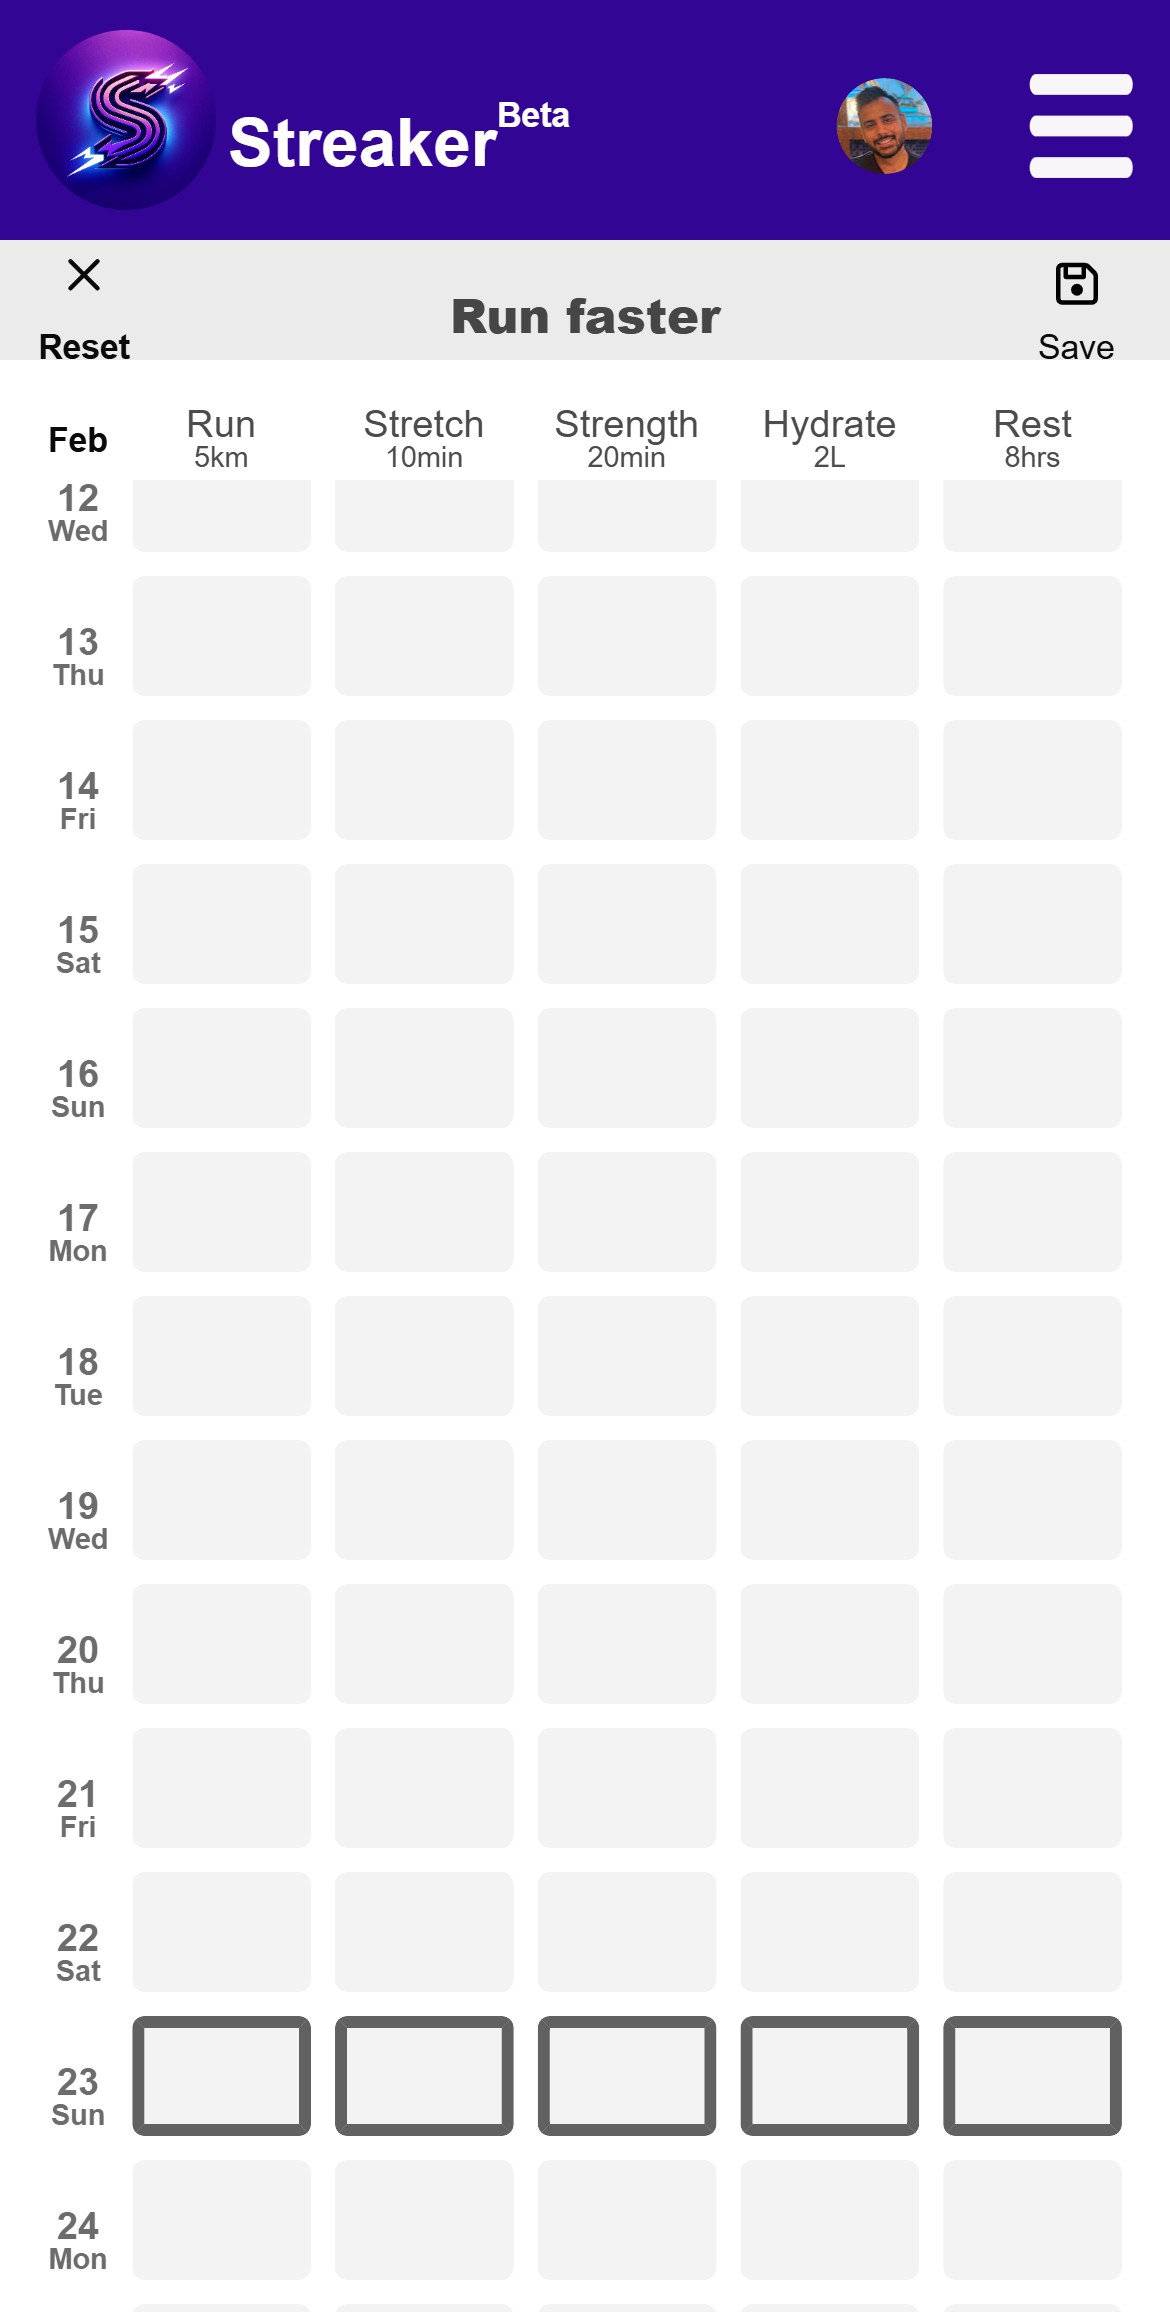 Streaker Beta
Reset
Run faster
Save
Feb Run Stretch Strength Hydrate Rest
5km 10min 20min 2L 8hrs
12
Wed
13
Thu
14
Fri
15
Sat
16
Sun
17
Mon
18
Tue
19
Wed
20
Thu
21
Fri
22
Sat
23
Sun
24
Mon